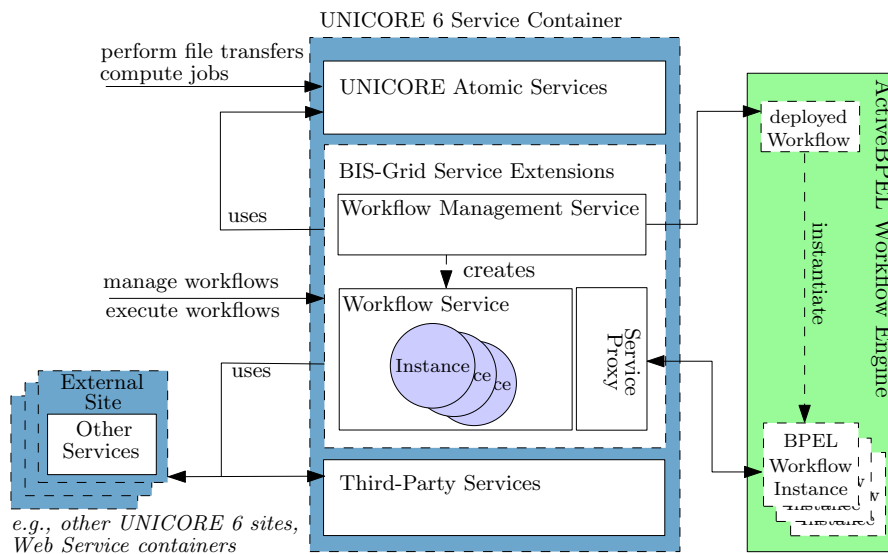 UNICORE 6 Service Container
perform file transfers
compute jobs
UNICORE Atomic Services
BIS-Grid Service Extensions
Workflow Management Service
uses
creates
manage workflows
execute workflows
Workflow Service
Instance
ce
ce
Service
Proxy
uses
External
Site
Other
Services
Third-Party Services
e.g., other UNICORE 6 sites,
Web Service containers
ActiveBPEL Workflow Engine
deployed
Workflow
instantiate
BPEL
Workflow
Instance